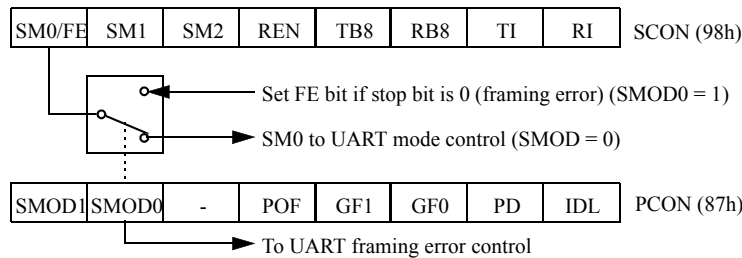 SM0/FE SM1 SM2 REN TB8 RB8 TI RI SCON (98h)
Set FE bit if stop bit is 0 (framing error) (SMOD0 = 1)
SM0 to UART mode control (SMOD = 0)
SMOD1 SMOD0 - POF GF1 GF0 PD IDL PCON (87h)
To UART framing error control